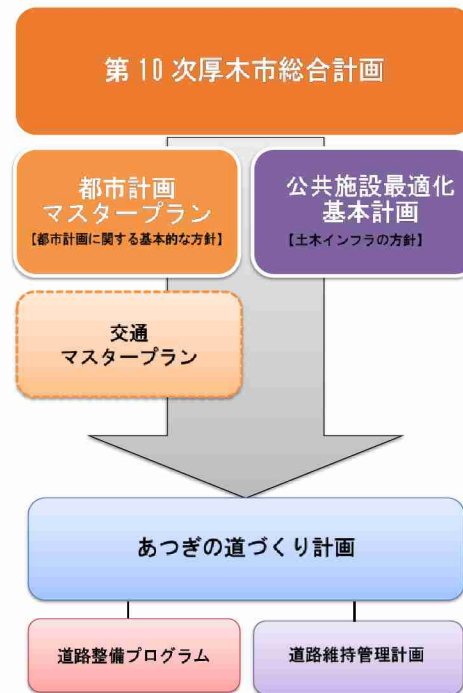 第10次厚木市総合計画
都市計画
マスタープラン
【都市計画に関する基本的な方針】
公共施設最適化
基本計画
【土木インフラの方針】
交通
マスタープラン
あつぎの道づくり計画
道路整備プログラム
道路維持管理計画